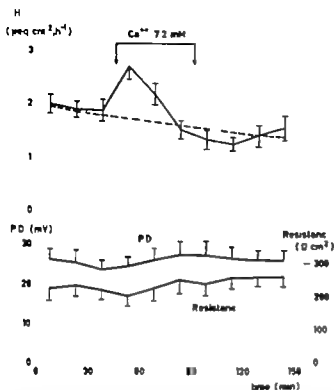 H
(µeq cm⁻² h⁻¹)
Ca⁺⁺ 7.2 mM
3
2
1
0
PD (mV)
PD
Resistance
(Ω cm²)
30
300
20
200
Resistanc
10
100
0
0
0 30 60 90 120 150
time (min)